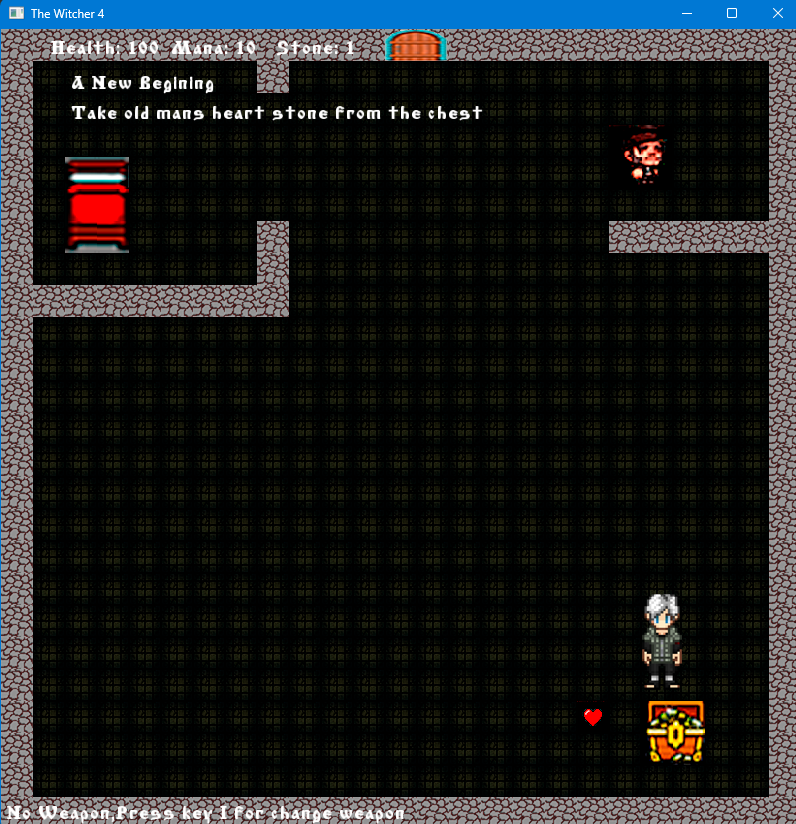 The Witcher 4
Health: 100 Mana: 10 Stone: 1
A New Begining
Take old mans heart stone from the chest
No Weapon,Press key I for change weapon